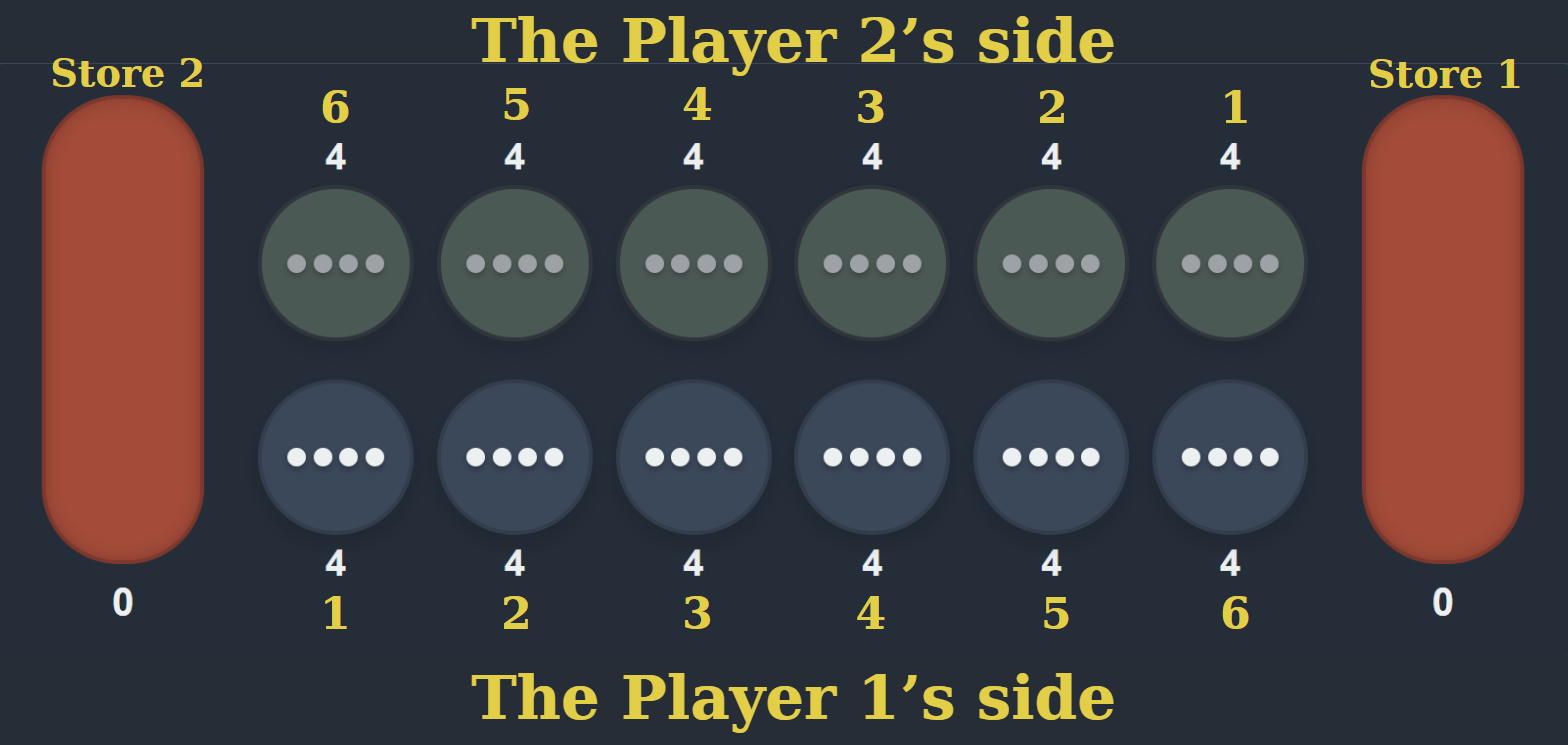 The Player 2’s side
Store 2
Store 1
6 5 4 3 2 1
4 4 4 4 4 4
4 4 4 4 4 4
0
0
1 2 3 4 5 6
The Player 1’s side